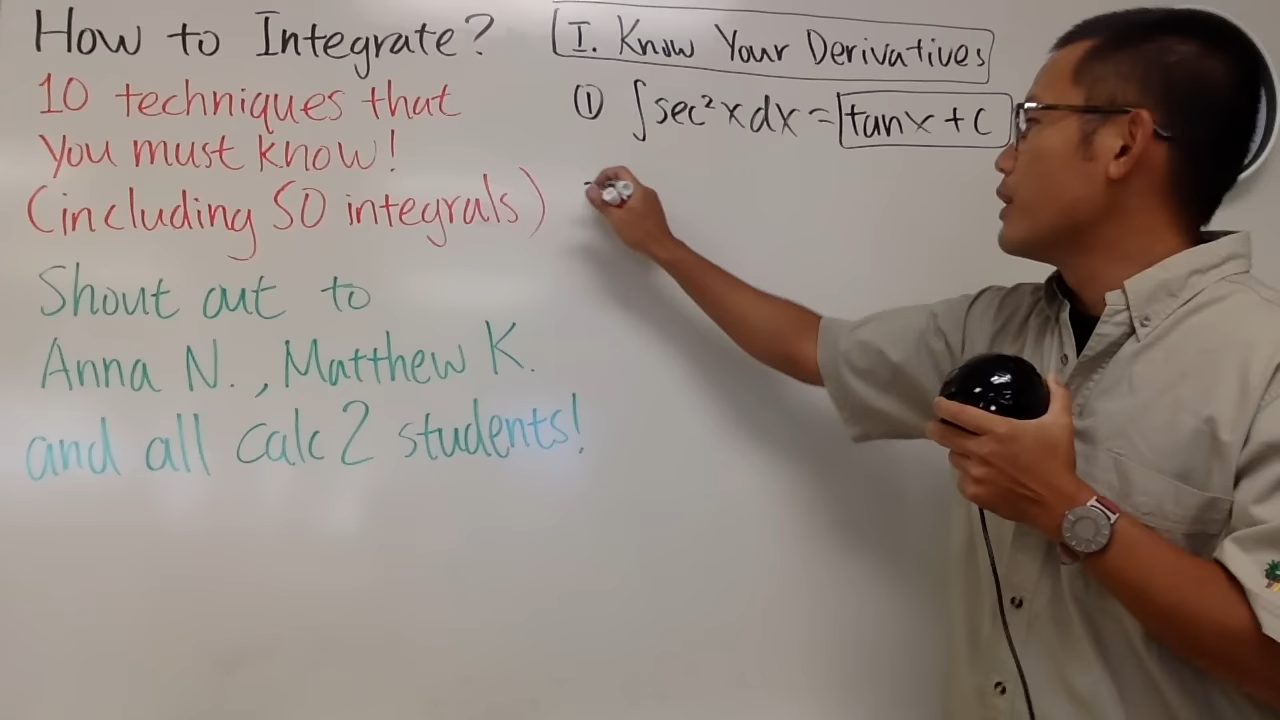 How to Integrate?
10 techniques that
You must know!
(including 50 integrals)
Shout out to
Anna N., Matthew K.
and all calc 2 students!
I. Know Your Derivatives
① ∫sec²x dx = tanx + C